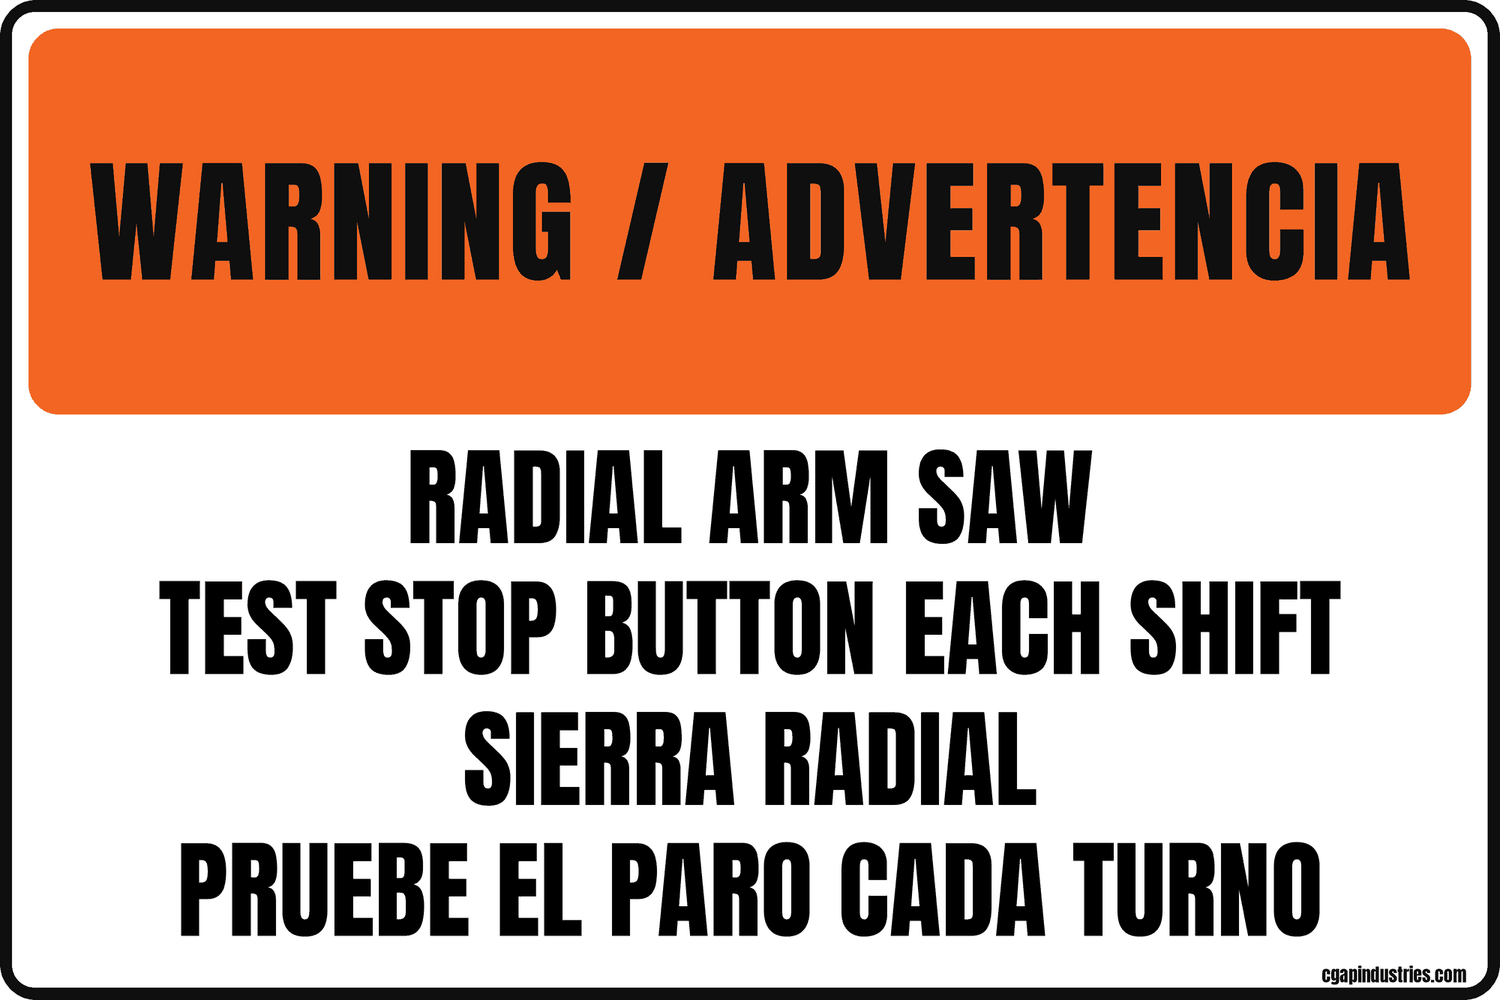 WARNING / ADVERTENCIA
RADIAL ARM SAW
TEST STOP BUTTON EACH SHIFT
SIERRA RADIAL
PRUEBE EL PARO CADA TURNO
cgapindustries.com